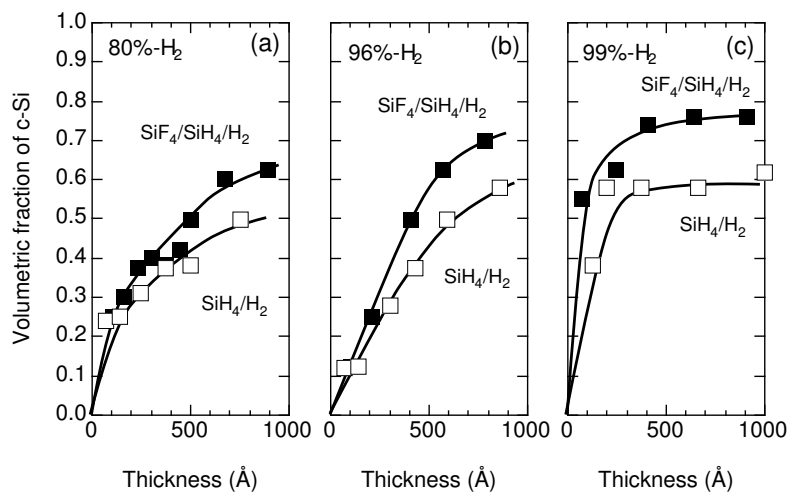 Volumetric fraction of c-Si
1.0
0.9
0.8
0.7
0.6
0.5
0.4
0.3
0.2
0.1
0.0
80%-H₂
(a)
SiF₄/SiH₄/H₂
SiH₄/H₂
0
500
1000
Thickness (Å)
96%-H₂
(b)
SiF₄/SiH₄/H₂
SiH₄/H₂
0
500
1000
Thickness (Å)
99%-H₂
(c)
SiF₄/SiH₄/H₂
SiH₄/H₂
0
500
1000
Thickness (Å)